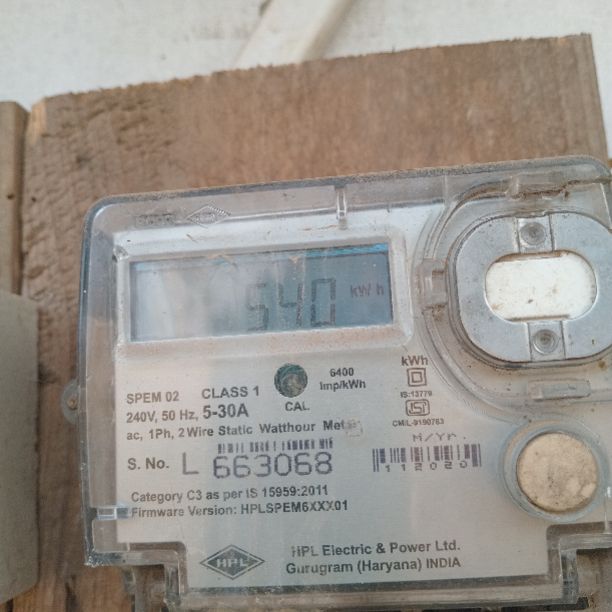 540 kWh
SPEM 02 CLASS 1
240V, 50 Hz, 5-30A
CAL
6400
Imp/kWh
ac, 1Ph, 2 Wire Static Watthour Meter
kWh
IS:13779
CM/L-9190763
S. No. L 663068
M/Yr.
112020
Category C3 as per IS 15959:2011
Firmware Version: HPLSPEM6XXX01
HPL
HPL Electric & Power Ltd.
Gurugram (Haryana) INDIA